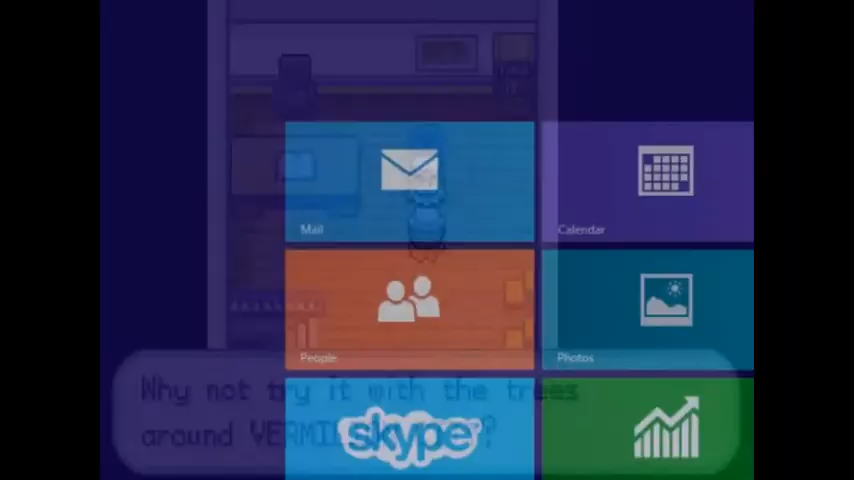 Mail
Calendar
People
Photos
Why not try it with the trees
around
skype
?